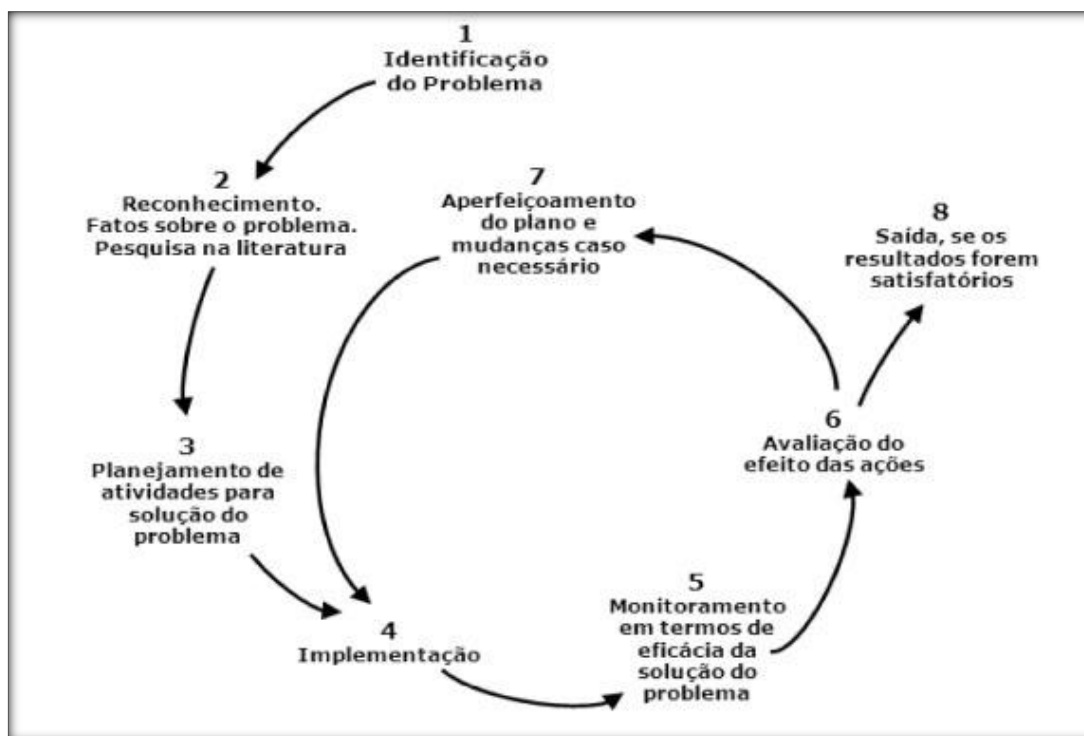 1
Identificação
do Problema
2
Reconhecimento.
Fatos sobre o problema.
Pesquisa na literatura
3
Planejamento de
atividades para
solução do
problema
4
Implementação
5
Monitoramento
em termos de
eficácia da
solução do
problema
6
Avaliação do
efeito das ações
7
Aperfeiçoamento
do plano e
mudanças caso
necessário
8
Saída, se os
resultados forem
satisfatórios